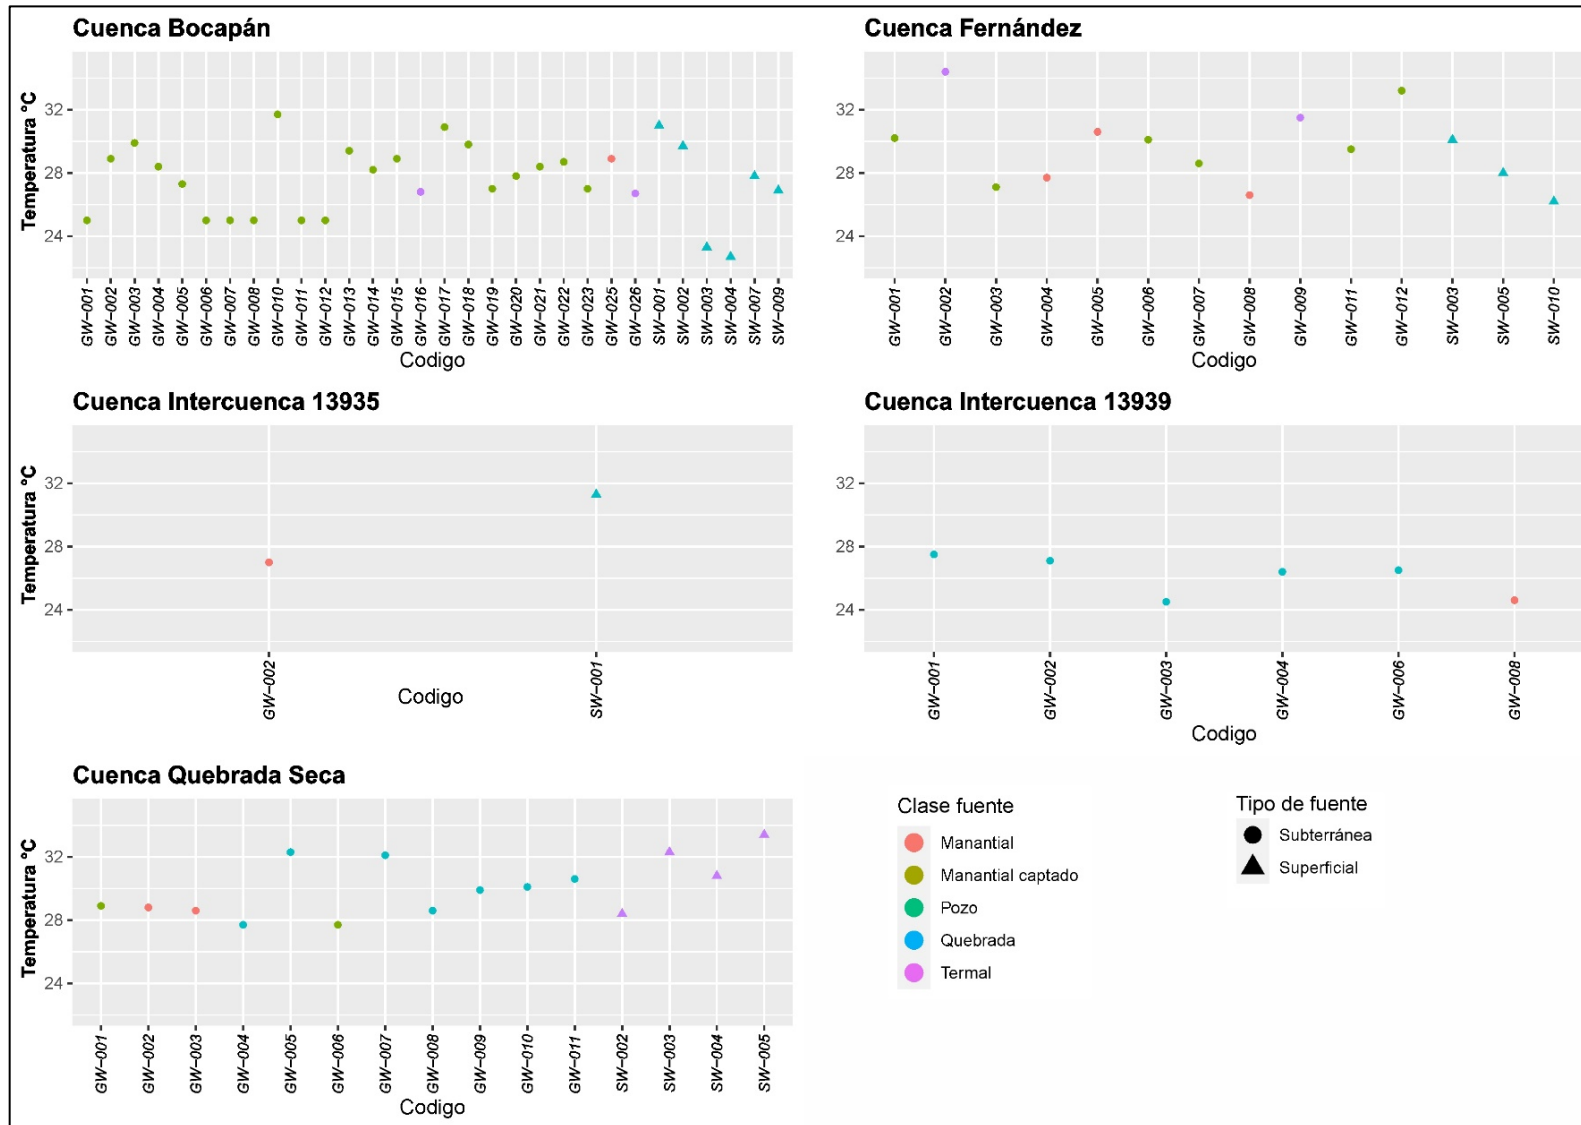 Cuenca Bocapán
Temperatura °C
32
28
24
GW−001
GW−002
GW−003
GW−004
GW−005
GW−006
GW−007
GW−008
GW−010
GW−011
GW−012
GW−013
GW−014
GW−015
GW−016
GW−017
GW−018
GW−019
GW−020
GW−021
GW−022
GW−023
GW−025
GW−026
SW−001
SW−002
SW−003
SW−004
SW−007
SW−009
Codigo
Cuenca Fernández
32
28
24
GW−001
GW−002
GW−003
GW−004
GW−005
GW−006
GW−007
GW−008
GW−009
GW−011
GW−012
SW−003
SW−005
SW−010
Codigo
Cuenca Intercuenca 13935
Temperatura °C
32
28
24
GW−002
SW−001
Codigo
Cuenca Intercuenca 13939
32
28
24
GW−001
GW−002
GW−003
GW−004
GW−006
GW−008
Codigo
Cuenca Quebrada Seca
Temperatura °C
32
28
24
GW−001
GW−002
GW−003
GW−004
GW−005
GW−006
GW−007
GW−008
GW−009
GW−010
GW−011
SW−002
SW−003
SW−004
SW−005
Codigo
Clase fuente
Manantial
Manantial captado
Pozo
Quebrada
Termal
Tipo de fuente
Subterránea
Superficial